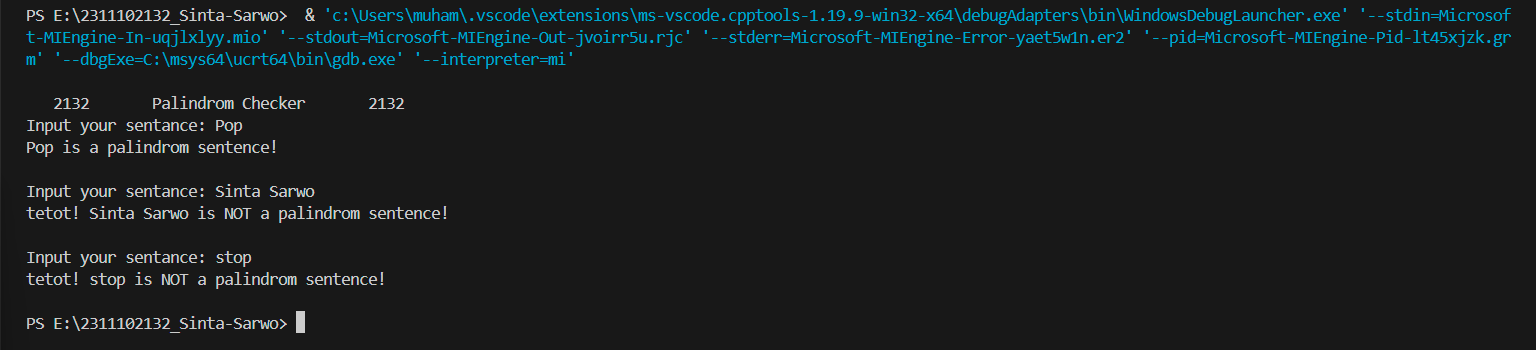 PS E:\2311102132_Sinta-Sarwo>  & 'c:\Users\muham\.vscode\extensions\ms-vscode.cpptools-1.19.9-win32-x64\debugAdapters\bin\WindowsDebugLauncher.exe' '--stdin=Microsof
t-MIEngine-In-uqjlxlyy.mio' '--stdout=Microsoft-MIEngine-Out-jvoirr5u.rjc' '--stderr=Microsoft-MIEngine-Error-yaet5w1n.er2' '--pid=Microsoft-MIEngine-Pid-lt45xjzk.gr
m' '--dbgExe=C:\msys64\ucrt64\bin\gdb.exe' '--interpreter=mi'
2132       Palindrom Checker       2132
Input your sentance: Pop
Pop is a palindrom sentence!
Input your sentance: Sinta Sarwo
tetot! Sinta Sarwo is NOT a palindrom sentence!
Input your sentance: stop
tetot! stop is NOT a palindrom sentence!
PS E:\2311102132_Sinta-Sarwo>